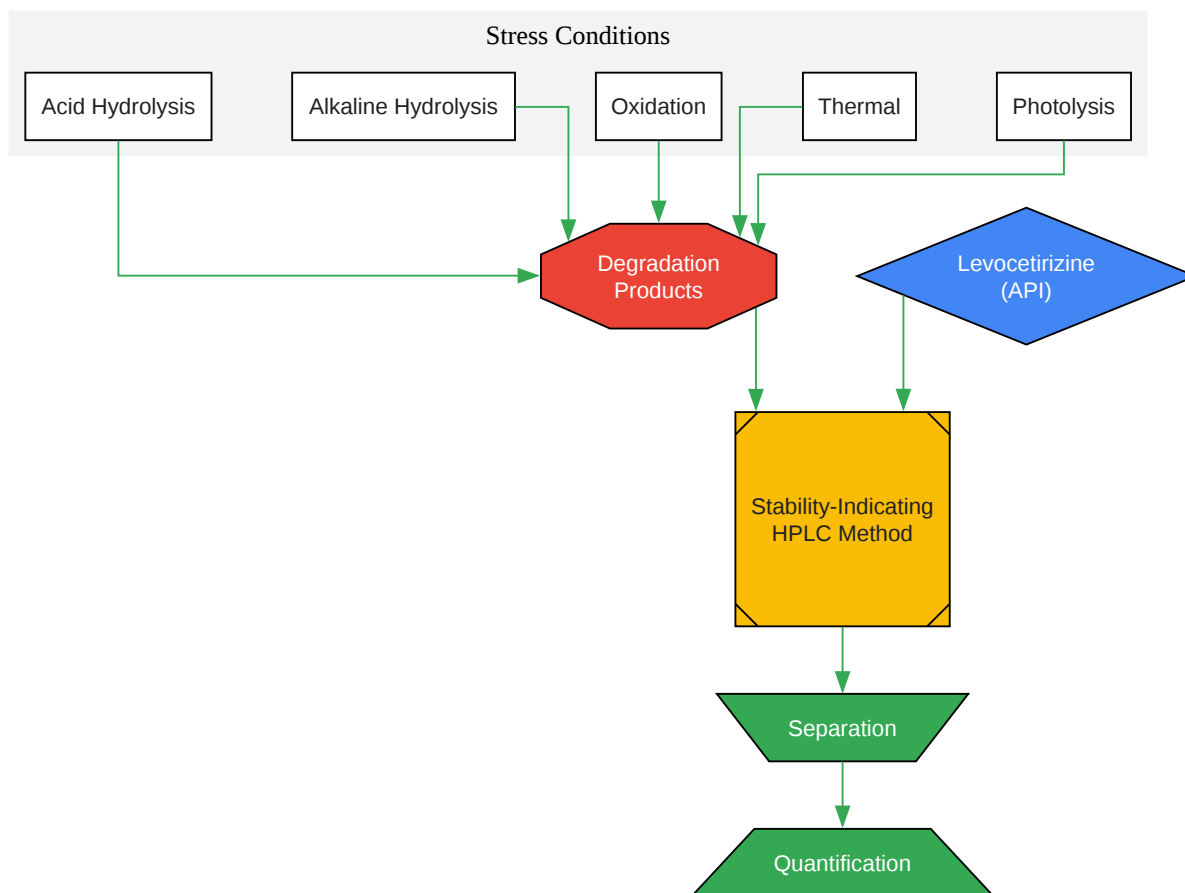 Stress Conditions
Acid Hydrolysis
Alkaline Hydrolysis
Oxidation
Thermal
Photolysis
Degradation
Products
Levocetirizine
(API)
Stability-Indicating
HPLC Method
Separation
Quantification